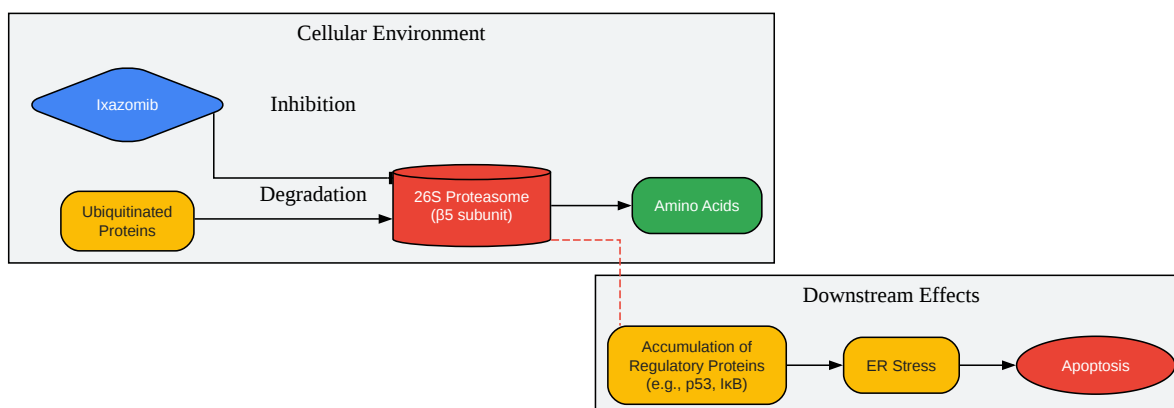 Cellular Environment
Ixazomib
Inhibition
Degradation
Ubiquitinated
Proteins
26S Proteasome
(β5 subunit)
Amino Acids
Downstream Effects
Accumulation of
Regulatory Proteins
(e.g., p53, IκB)
ER Stress
Apoptosis